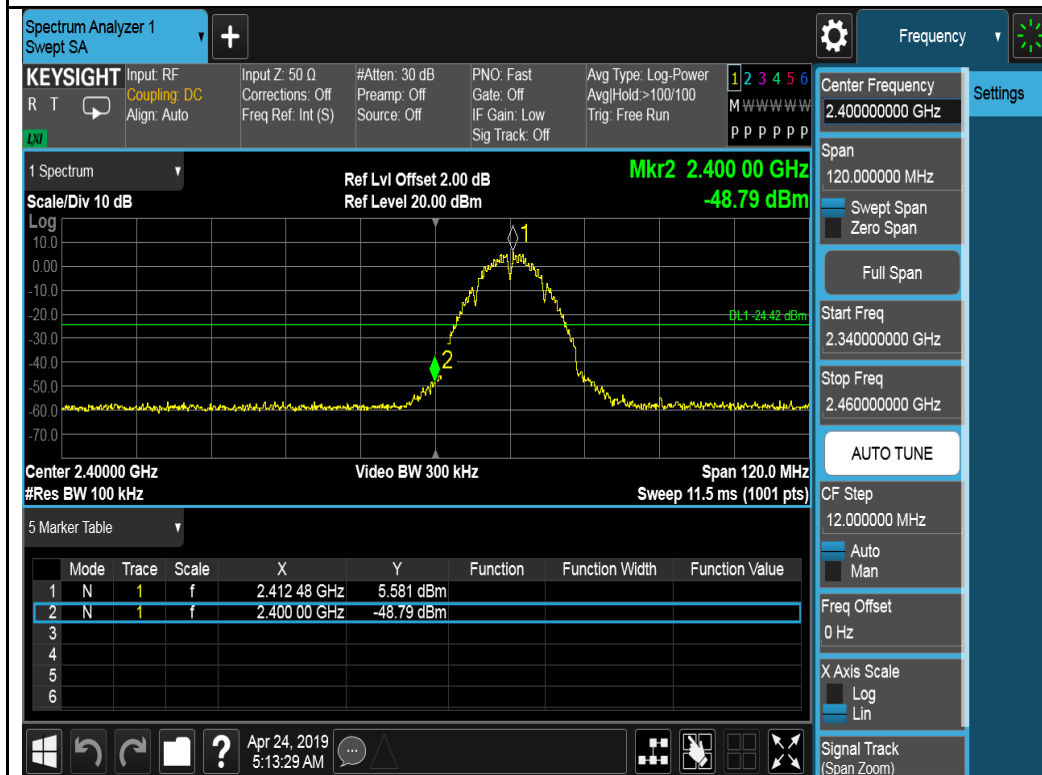 Spectrum Analyzer 1
Swept SA
+
Frequency
KEYSIGHT
R T
LXI
Input: RF
Coupling: DC
Align: Auto
Input Z: 50 Ω
Corrections: Off
Freq Ref: Int (S)
#Atten: 30 dB
Preamp: Off
Source: Off
PNO: Fast
Gate: Off
IF Gain: Low
Sig Track: Off
Avg Type: Log-Power
Avg|Hold:>100/100
Trig: Free Run
1 2 3 4 5 6
M W W W W W
P P P P P P
1 Spectrum
Scale/Div 10 dB
Ref Lvl Offset 2.00 dB
Ref Level 20.00 dBm
Mkr2 2.400 00 GHz
-48.79 dBm
Log
10.0
0.00
-10.0
-20.0
-30.0
-40.0
-50.0
-60.0
-70.0
1
2
DL1 -24.42 dBm
Center 2.40000 GHz
#Res BW 100 kHz
Video BW 300 kHz
Span 120.0 MHz
Sweep 11.5 ms (1001 pts)
5 Marker Table
Mode Trace Scale X Y Function Function Width Function Value
1 N 1 f 2.412 48 GHz 5.581 dBm
2 N 1 f 2.400 00 GHz -48.79 dBm
3
4
5
6
?
Apr 24, 2019
5:13:29 AM
Center Frequency
2.400000000 GHz
Span
120.000000 MHz
Swept Span
Zero Span
Full Span
Start Freq
2.340000000 GHz
Stop Freq
2.460000000 GHz
AUTO TUNE
CF Step
12.000000 MHz
Auto
Man
Freq Offset
0 Hz
X Axis Scale
Log
Lin
Signal Track
(Span Zoom)
Settings